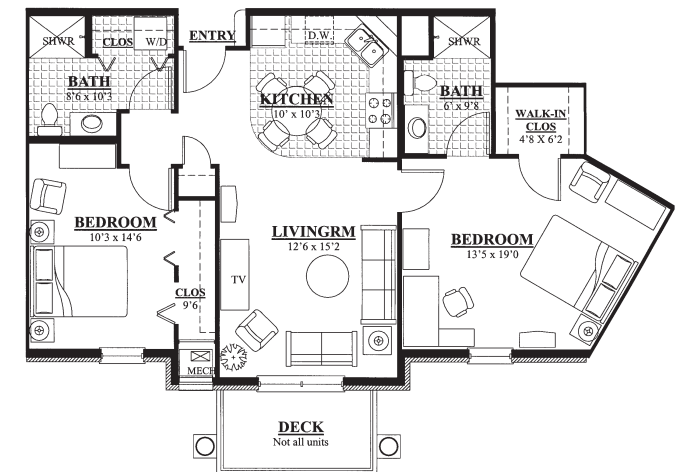 SHWR
CLOS
W/D
ENTRY
D.W.
SHWR
BATH
8'6 x 10'3
KITCHEN
10' x 10'3
BATH
6' x 9'8
WALK-IN
CLOS
4'8 X 6'2
BEDROOM
10'3 x 14'6
LIVINGRM
12'6 x 15'2
BEDROOM
13'5 x 19'0
TV
CLOS
9'6
MECH
DECK
Not all units